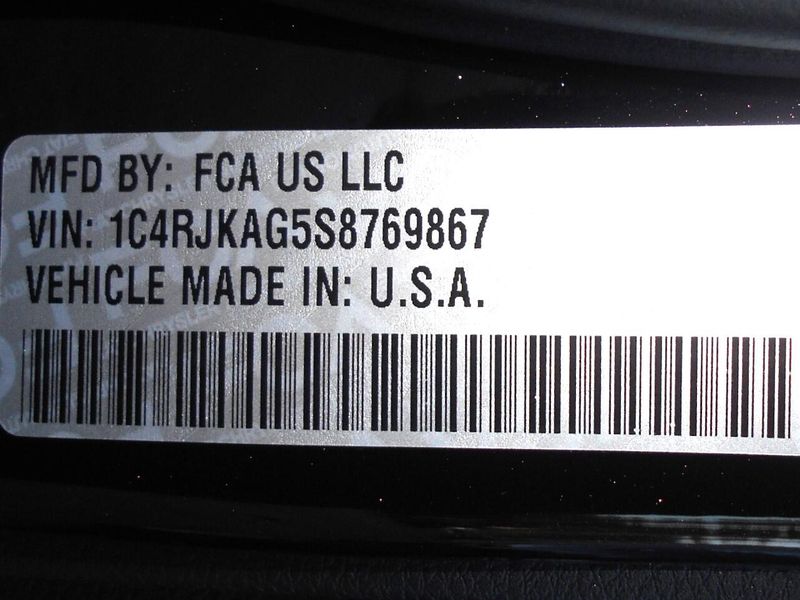 MFD BY: FCA US LLC
VIN: 1C4RJKAG5S8769867
VEHICLE MADE IN: U.S.A.